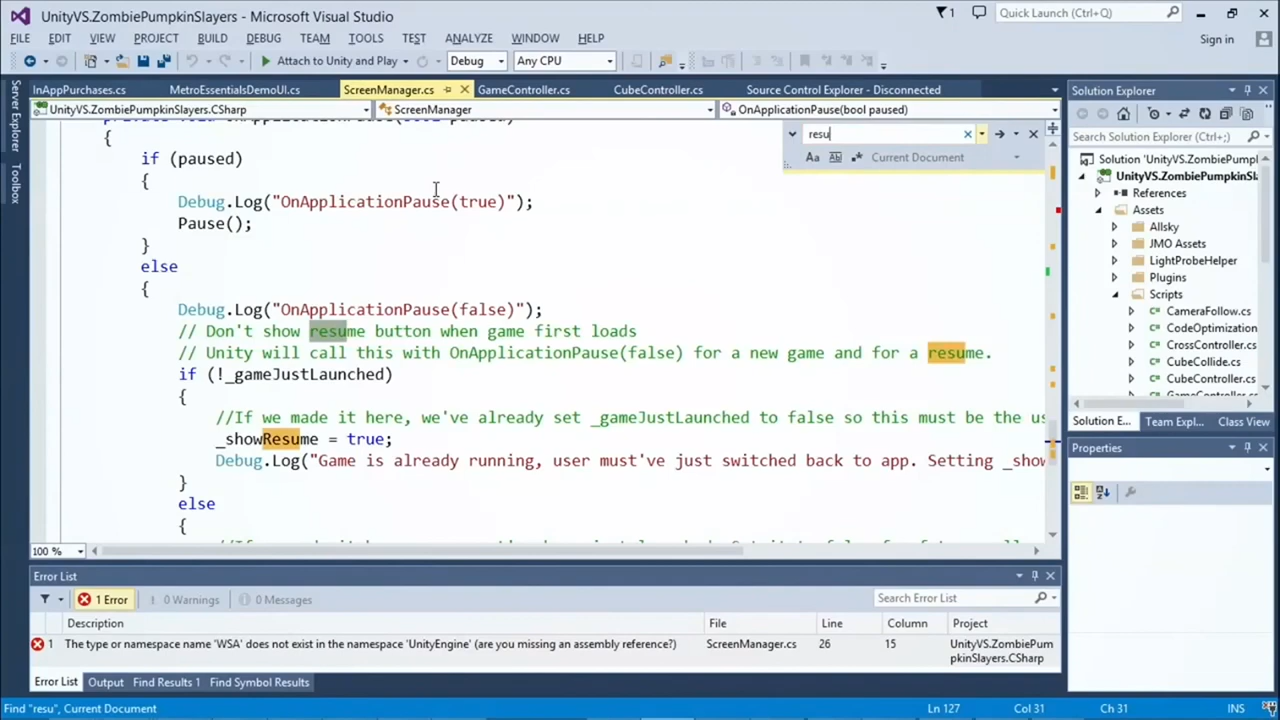 UnityVS.ZombiePumpkinSlayers - Microsoft Visual Studio
1
Quick Launch (Ctrl+Q)
FILE EDIT VIEW PROJECT BUILD DEBUG TEAM TOOLS TEST ANALYZE WINDOW HELP
Sign in
Attach to Unity and Play Debug Any CPU
Server Explorer
Toolbox
InAppPurchases.cs MetroEssentialsDemoUI.cs ScreenManager.cs GameController.cs CubeController.cs Source Control Explorer - Disconnected
UnityVS.ZombiePumpkinSlayers.CSharp ScreenManager OnApplicationPause(bool paused)
resu
Aa Ab Current Document
{
if (paused)
{
Debug.Log("OnApplicationPause(true)");
Pause();
}
else
{
Debug.Log("OnApplicationPause(false)");
// Don't show resume button when game first loads
// Unity will call this with OnApplicationPause(false) for a new game and for a resume.
if (!_gameJustLaunched)
{
//If we made it here, we've already set _gameJustLaunched to false so this must be the us
_showResume = true;
Debug.Log("Game is already running, user must've just switched back to app. Setting _show
}
else
{
100 %
Solution Explorer
Search Solution Explorer (Ctrl+;)
Solution 'UnityVS.ZombiePumpl
UnityVS.ZombiePumpkinSla
References
Assets
Allsky
JMO Assets
LightProbeHelper
Plugins
Scripts
CameraFollow.cs
CodeOptimization
CrossController.cs
CubeCollide.cs
CubeController.cs
Solution E... Team Expl... Class View
Properties
Error List
1 Error 0 Warnings 0 Messages Search Error List
Description File Line Column Project
1 The type or namespace name 'WSA' does not exist in the namespace 'UnityEngine' (are you missing an assembly reference?) ScreenManager.cs 26 15 UnityVS.ZombiePum
pkinSlayers.CSharp
Error List Output Find Results 1 Find Symbol Results
Find "resu", Current Document Ln 127 Col 31 Ch 31 INS